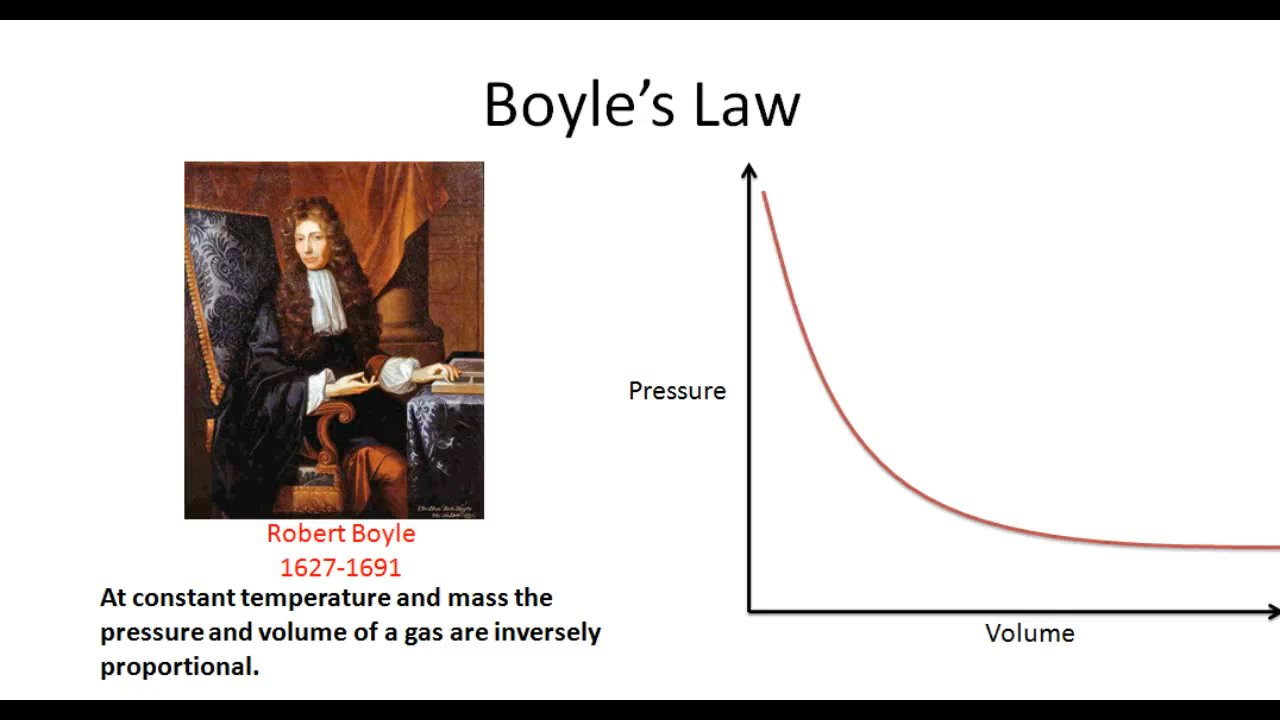 Boyle’s Law
Pressure
Volume
Robert Boyle
1627-1691
At constant temperature and mass the
pressure and volume of a gas are inversely
proportional.